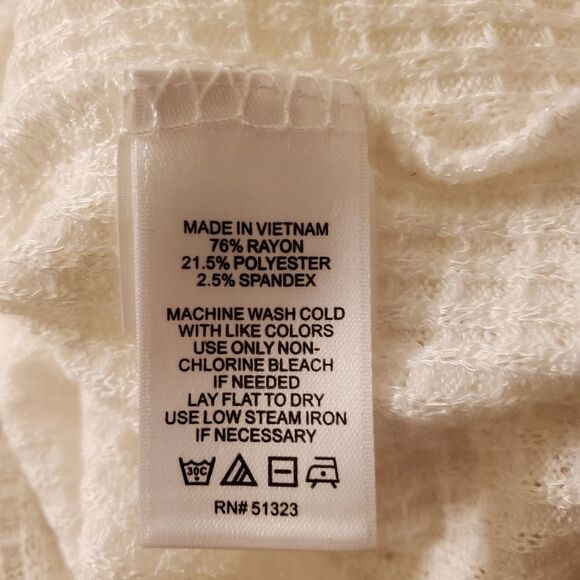 MADE IN VIETNAM
76% RAYON
21.5% POLYESTER
2.5% SPANDEX
MACHINE WASH COLD
WITH LIKE COLORS
USE ONLY NON-
CHLORINE BLEACH
IF NEEDED
LAY FLAT TO DRY
USE LOW STEAM IRON
IF NECESSARY
30C
RN# 51323